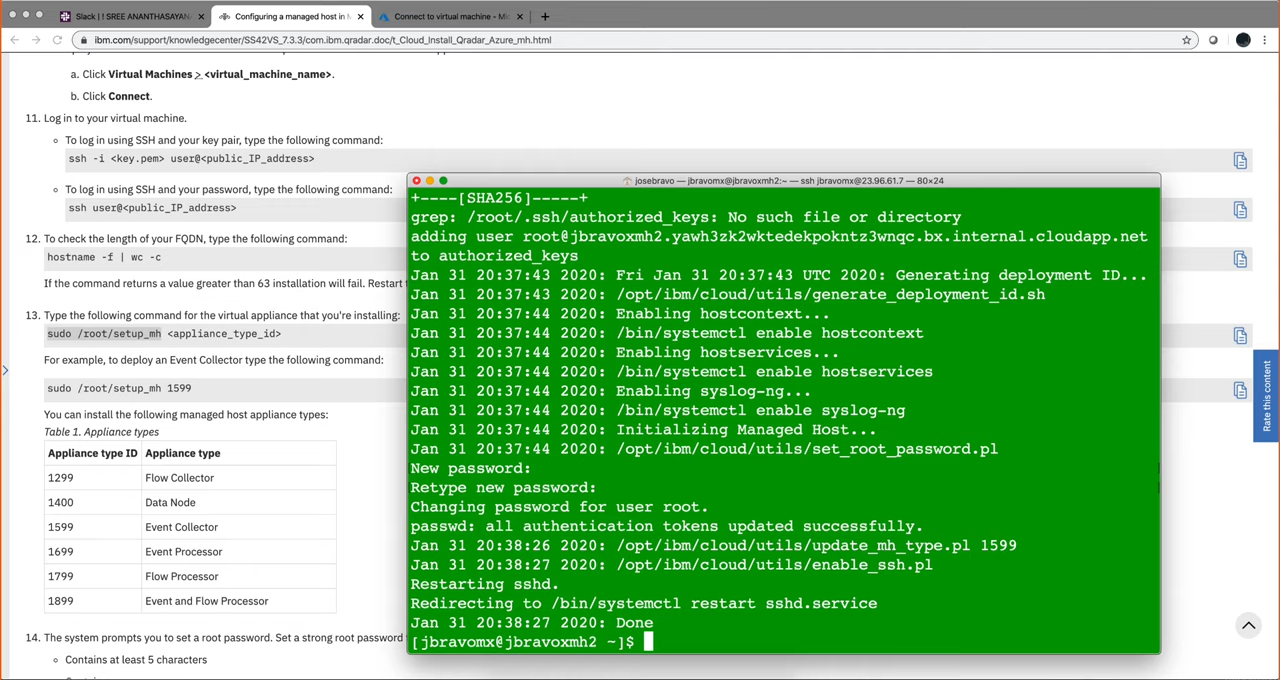 Slack | ! SREE ANANTHASAYAN
Configuring a managed host in M
Connect to virtual machine - Mic
ibm.com/support/knowledgecenter/SS42VS_7.3.3/com.ibm.qradar.doc/t_Cloud_Install_Qradar_Azure_mh.html
a. Click Virtual Machines > <virtual_machine_name>.
b. Click Connect.
11. Log in to your virtual machine.
To log in using SSH and your key pair, type the following command:
ssh -i <key.pem> user@<public_IP_address>
To log in using SSH and your password, type the following command:
ssh user@<public_IP_address>
12. To check the length of your FQDN, type the following command:
hostname -f | wc -c
If the command returns a value greater than 63 installation will fail. Restart
13. Type the following command for the virtual appliance that you're installing:
sudo /root/setup_mh <appliance_type_id>
For example, to deploy an Event Collector type the following command:
sudo /root/setup_mh 1599
You can install the following managed host appliance types:
Table 1. Appliance types
Appliance type ID Appliance type
1299 Flow Collector
1400 Data Node
1599 Event Collector
1699 Event Processor
1799 Flow Processor
1899 Event and Flow Processor
14. The system prompts you to set a root password. Set a strong root password
Contains at least 5 characters
josebravo — jbravomx@jbravoxmh2:~ — ssh jbravomx@23.96.61.7 — 80×24
+----[SHA256]-----+
grep: /root/.ssh/authorized_keys: No such file or directory
adding user root@jbravoxmh2.yawh3zk2wktedekpokntz3wnqc.bx.internal.cloudapp.net
to authorized_keys
Jan 31 20:37:43 2020: Fri Jan 31 20:37:43 UTC 2020: Generating deployment ID...
Jan 31 20:37:43 2020: /opt/ibm/cloud/utils/generate_deployment_id.sh
Jan 31 20:37:44 2020: Enabling hostcontext...
Jan 31 20:37:44 2020: /bin/systemctl enable hostcontext
Jan 31 20:37:44 2020: Enabling hostservices...
Jan 31 20:37:44 2020: /bin/systemctl enable hostservices
Jan 31 20:37:44 2020: Enabling syslog-ng...
Jan 31 20:37:44 2020: /bin/systemctl enable syslog-ng
Jan 31 20:37:44 2020: Initializing Managed Host...
Jan 31 20:37:44 2020: /opt/ibm/cloud/utils/set_root_password.pl
New password:
Retype new password:
Changing password for user root.
passwd: all authentication tokens updated successfully.
Jan 31 20:38:26 2020: /opt/ibm/cloud/utils/update_mh_type.pl 1599
Jan 31 20:38:27 2020: /opt/ibm/cloud/utils/enable_ssh.pl
Restarting sshd.
Redirecting to /bin/systemctl restart sshd.service
Jan 31 20:38:27 2020: Done
[jbravomx@jbravoxmh2 ~]$
Rate this content